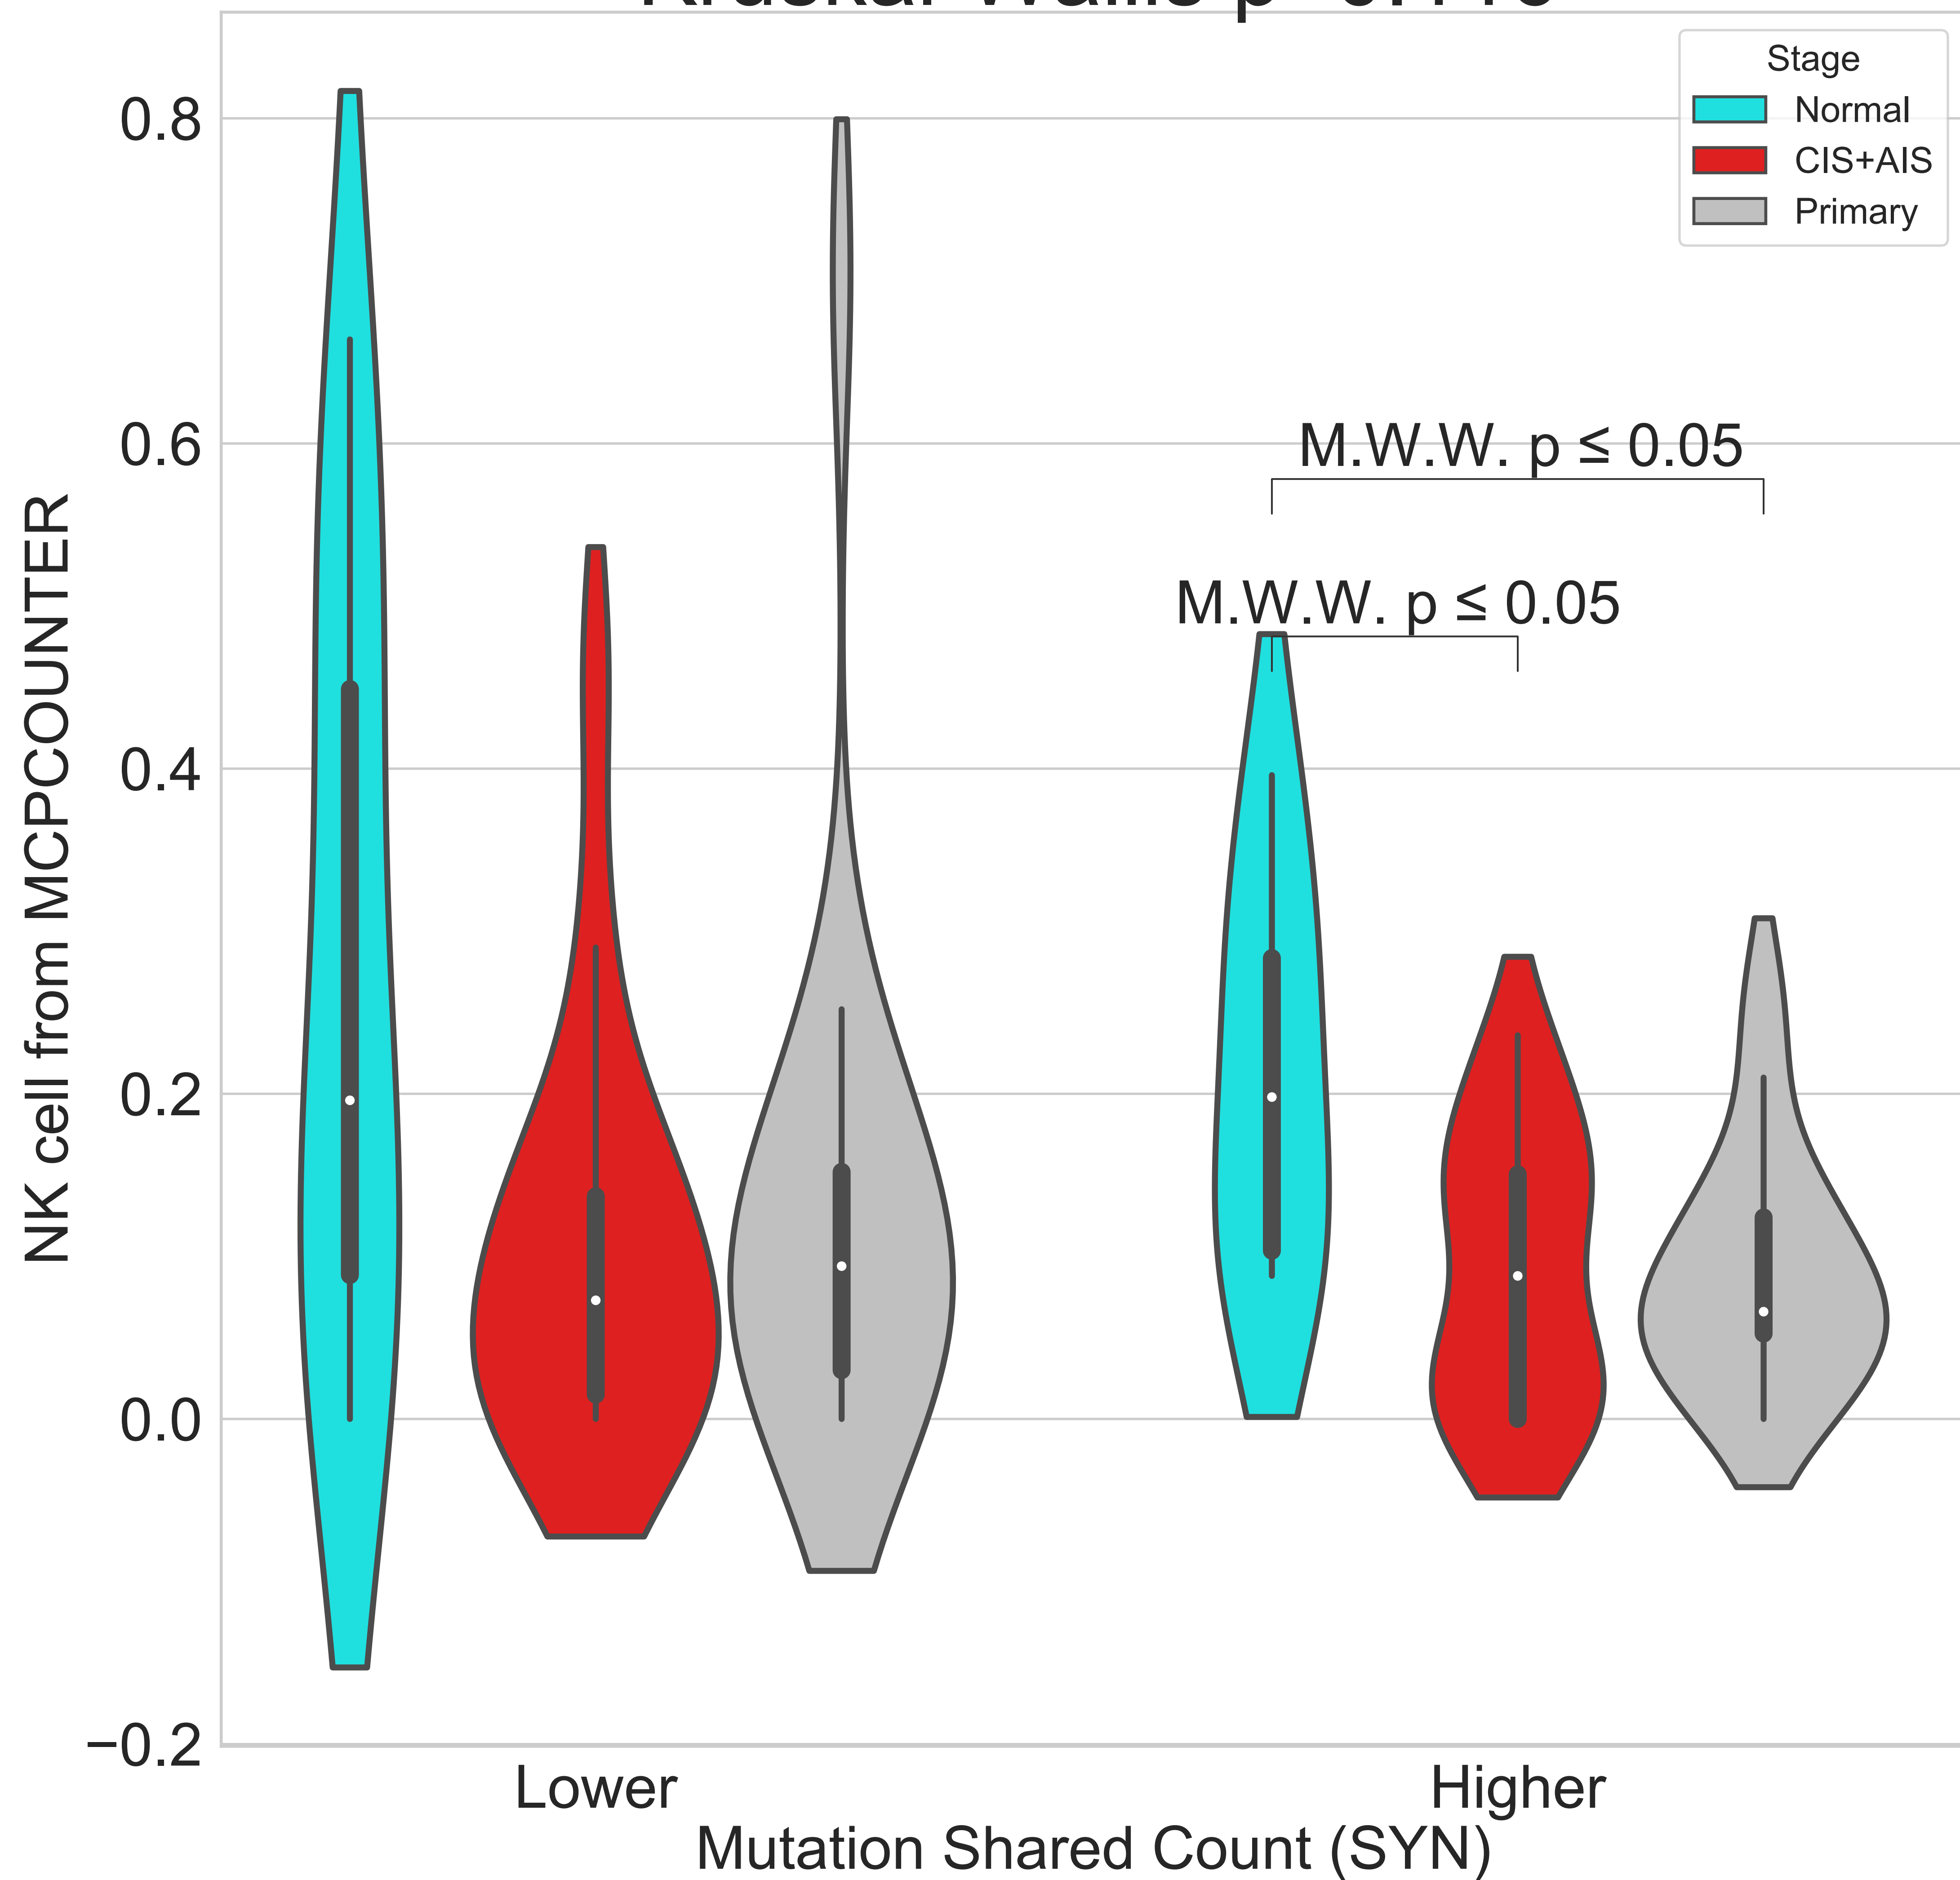 Stage
Normal
CIS+AIS
Primary
0.8
0.6
0.4
0.2
0.0
−0.2
NK cell from MCPCOUNTER
M.W.W. p ≤ 0.05
M.W.W. p ≤ 0.05
Lower
Higher
Mutation Shared Count (SYN)